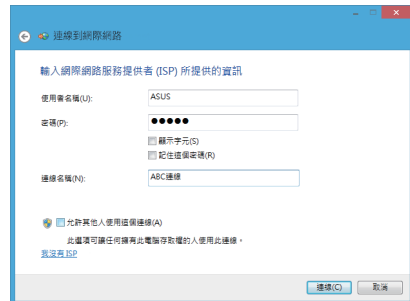 連線到網際網路
輸入網際網路服務提供者 (ISP) 所提供的資訊
使用者名稱(U):
ASUS
密碼(P):
●●●●●
顯示字元(S)
記住這個密碼(R)
連線名稱(N):
ABC連線
允許其他人使用這個連線(A)
此選項可讓任何擁有此電腦存取權的人使用此連線。
我沒有 ISP
連線(C)
取消